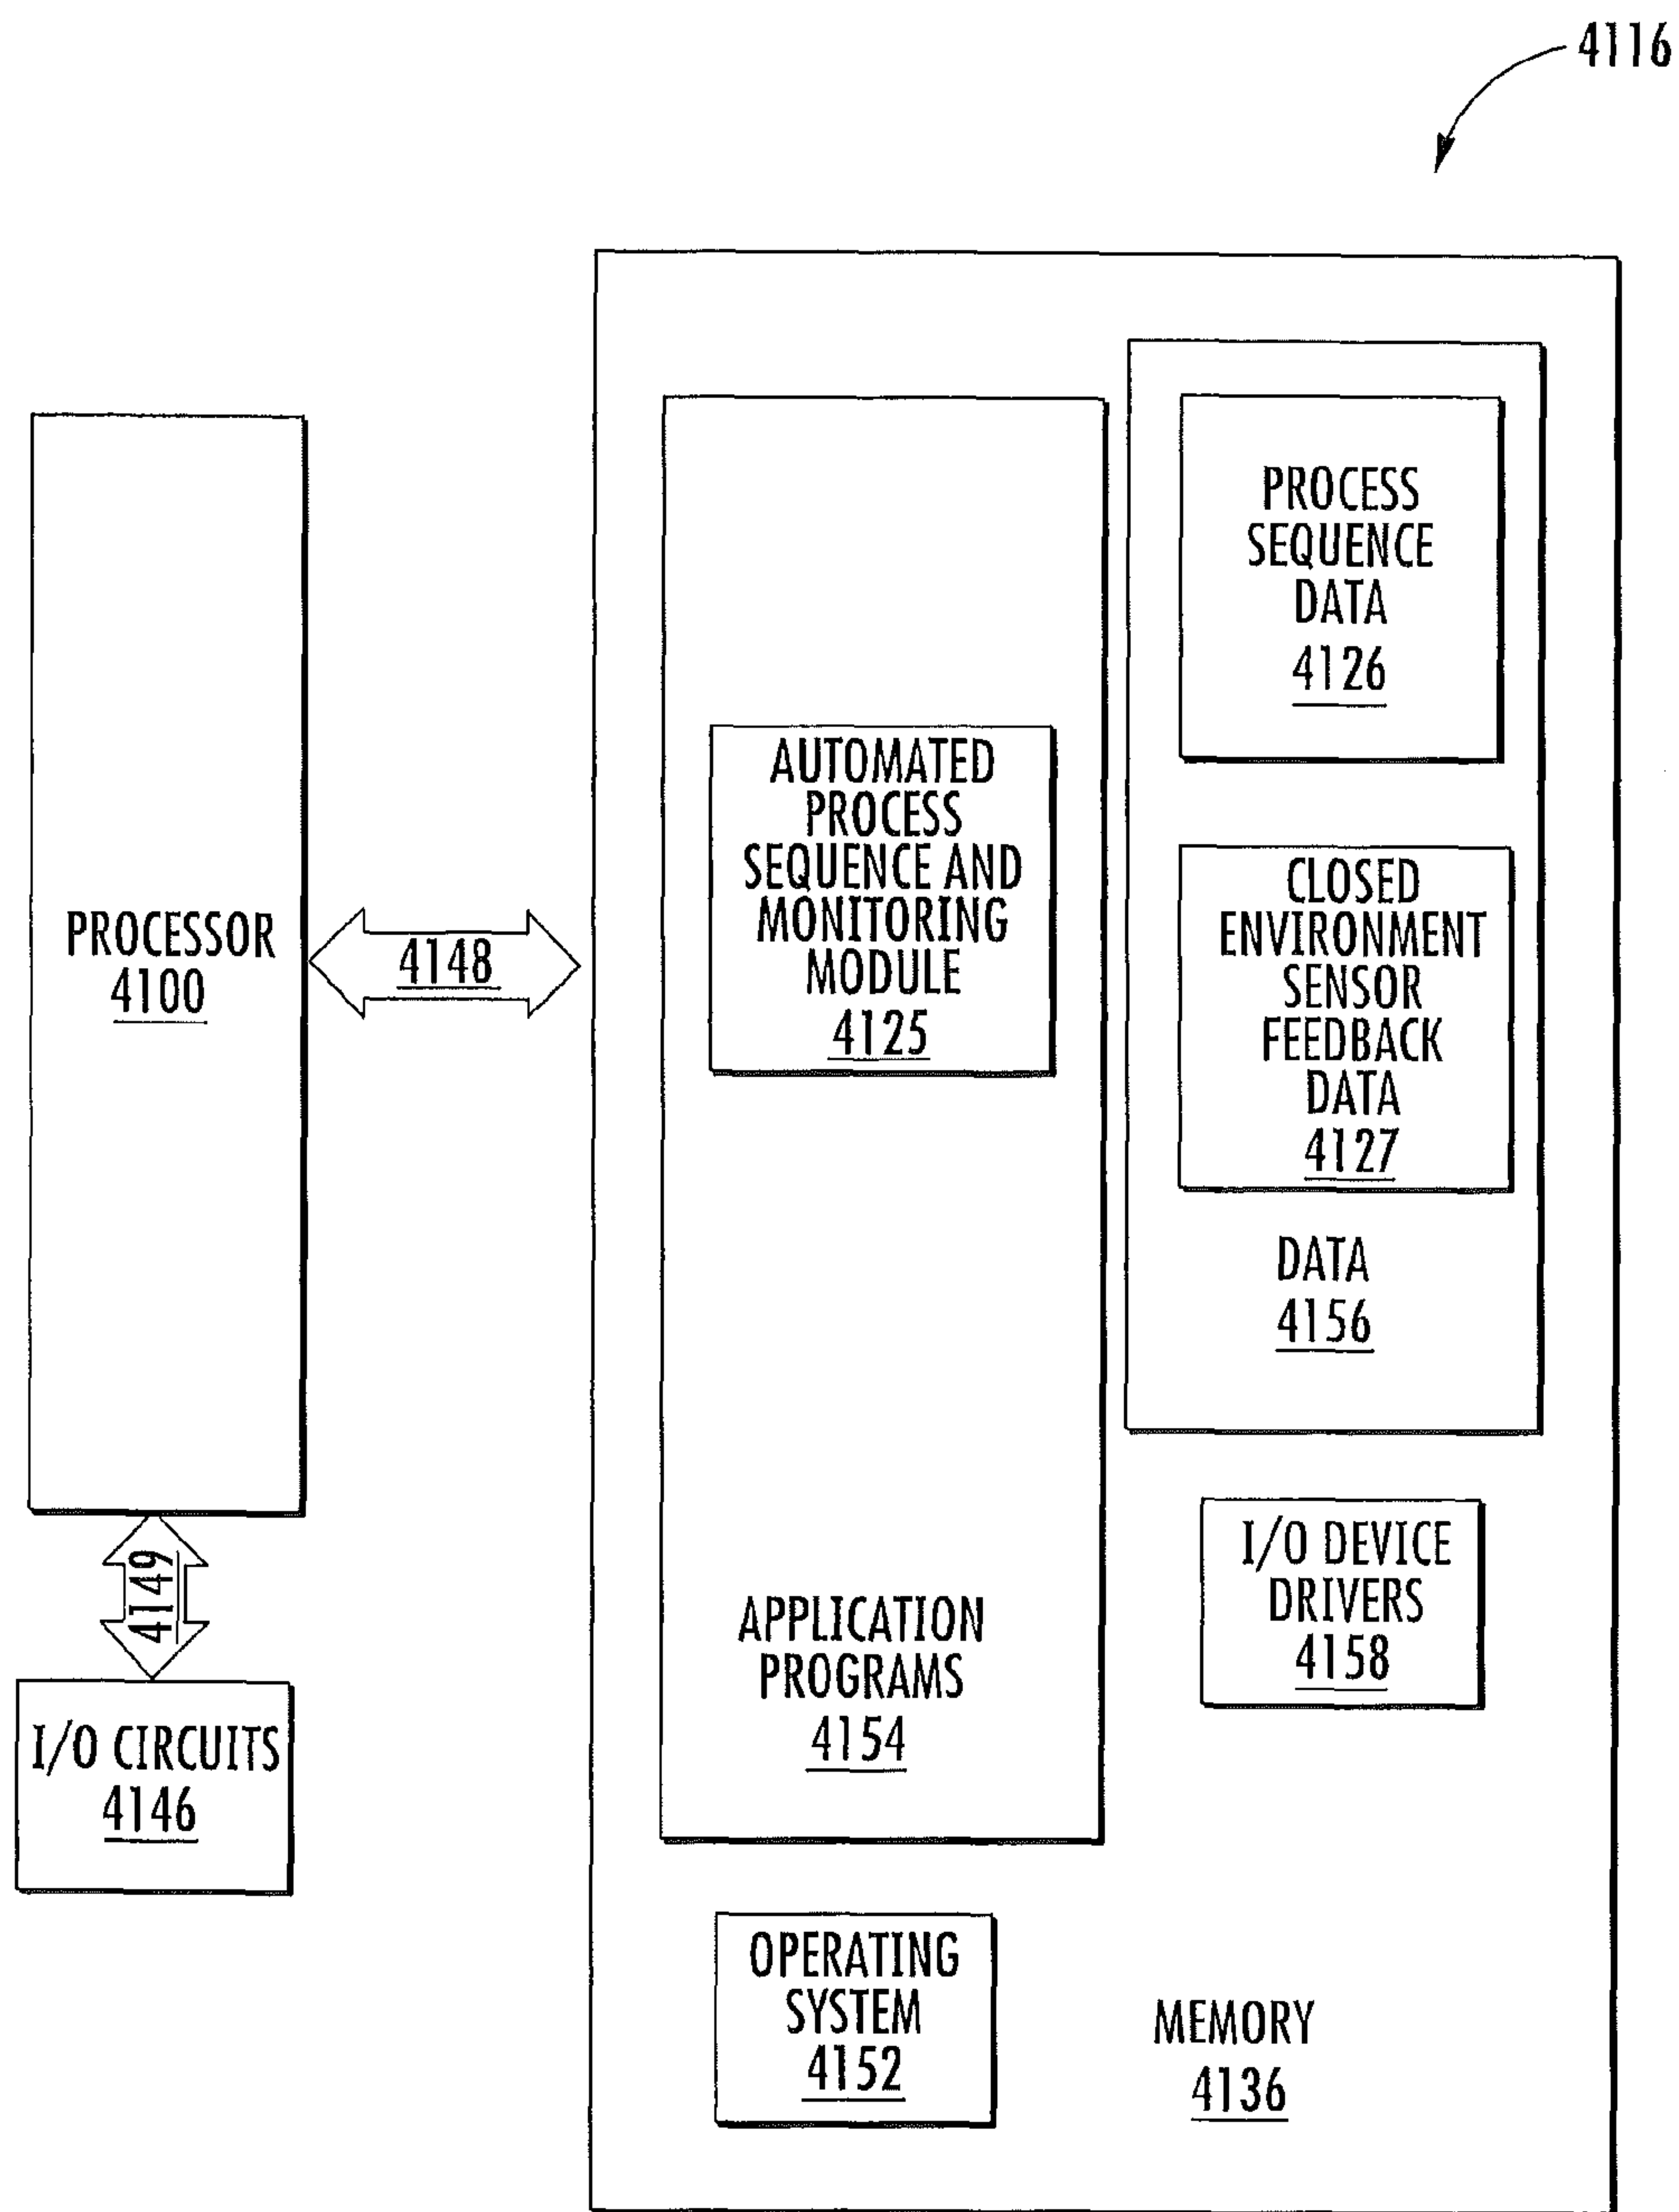 4116
PROCESSOR
4100
4148
4149
I/O CIRCUITS
4146
AUTOMATED
PROCESS
SEQUENCE AND
MONITORING
MODULE
4125
APPLICATION
PROGRAMS
4154
PROCESS
SEQUENCE
DATA
4126
CLOSED
ENVIRONMENT
SENSOR
FEEDBACK
DATA
4127
DATA
4156
I/O DEVICE
DRIVERS
4158
OPERATING
SYSTEM
4152
MEMORY
4136